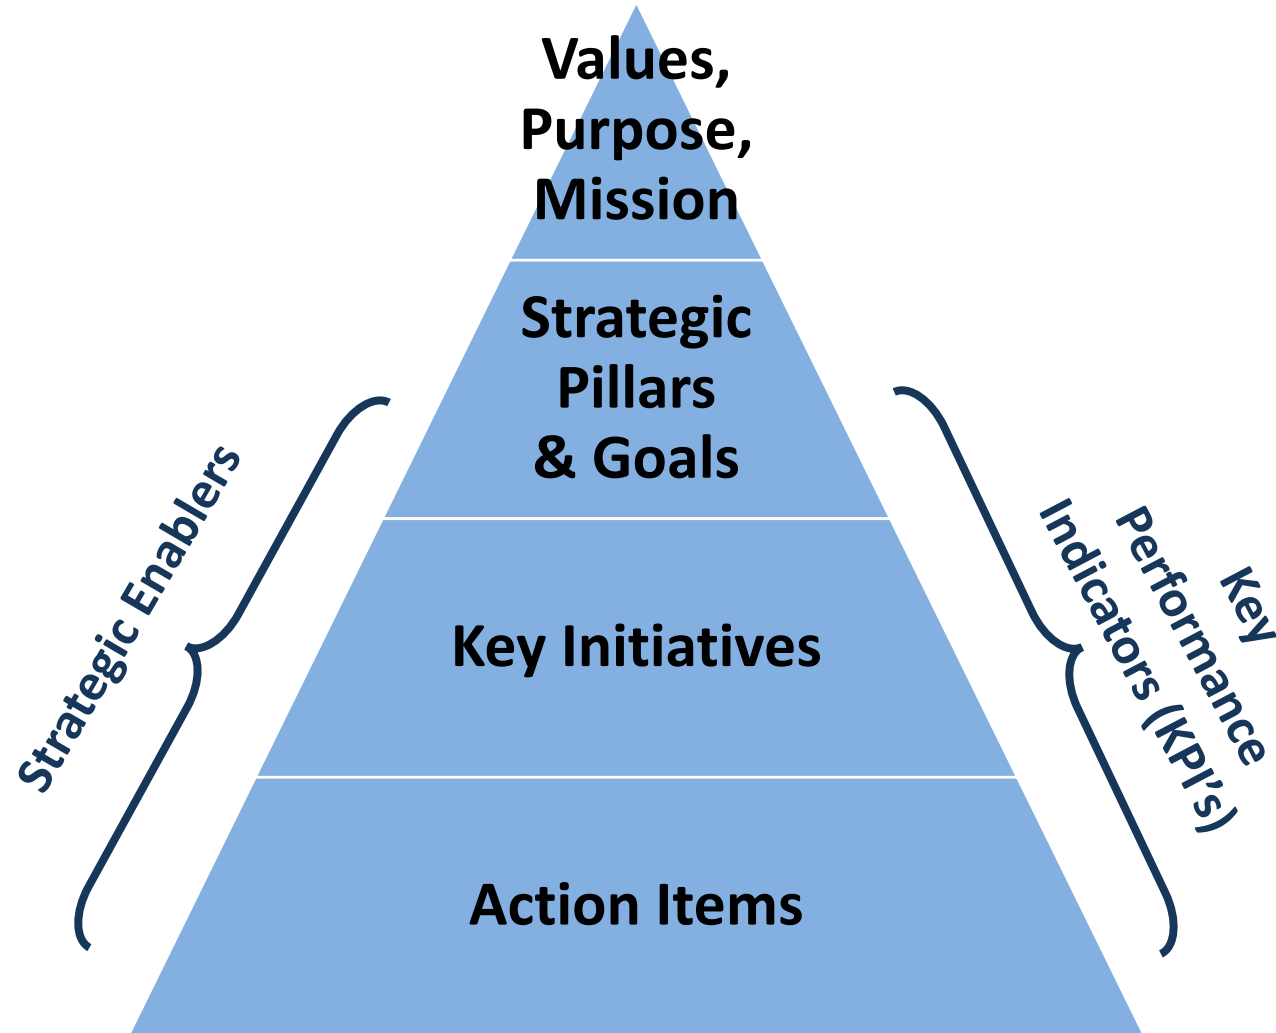 Values,
Purpose,
Mission
Strategic
Pillars
& Goals
Key Initiatives
Action Items
Strategic Enablers
Key
Performance
Indicators (KPI’s)